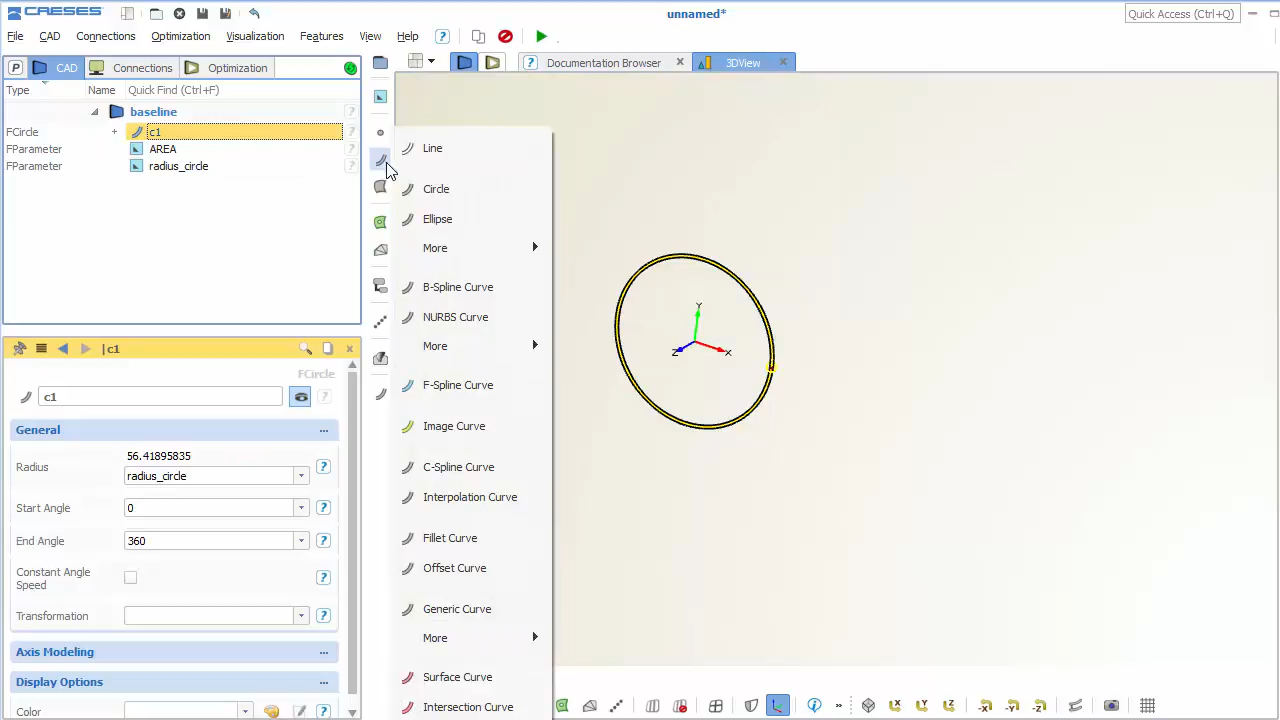 CAESES
unnamed*
Quick Access (Ctrl+Q)
File CAD Connections Optimization Visualization Features View Help
CAD Connections Optimization
Documentation Browser
3DView
Type Name Quick Find (Ctrl+F)
baseline
FCircle c1
FParameter AREA
FParameter radius_circle
Line
Circle
Ellipse
More
B-Spline Curve
NURBS Curve
More
F-Spline Curve
Image Curve
C-Spline Curve
Interpolation Curve
Fillet Curve
Offset Curve
Generic Curve
More
Surface Curve
Intersection Curve
Y
Z
X
|c1
FCircle
c1
General
56.41895835
Radius radius_circle
Start Angle 0
End Angle 360
Constant Angle
Speed
Transformation
Axis Modeling
Display Options
Color
X Y Z -X -Y -Z